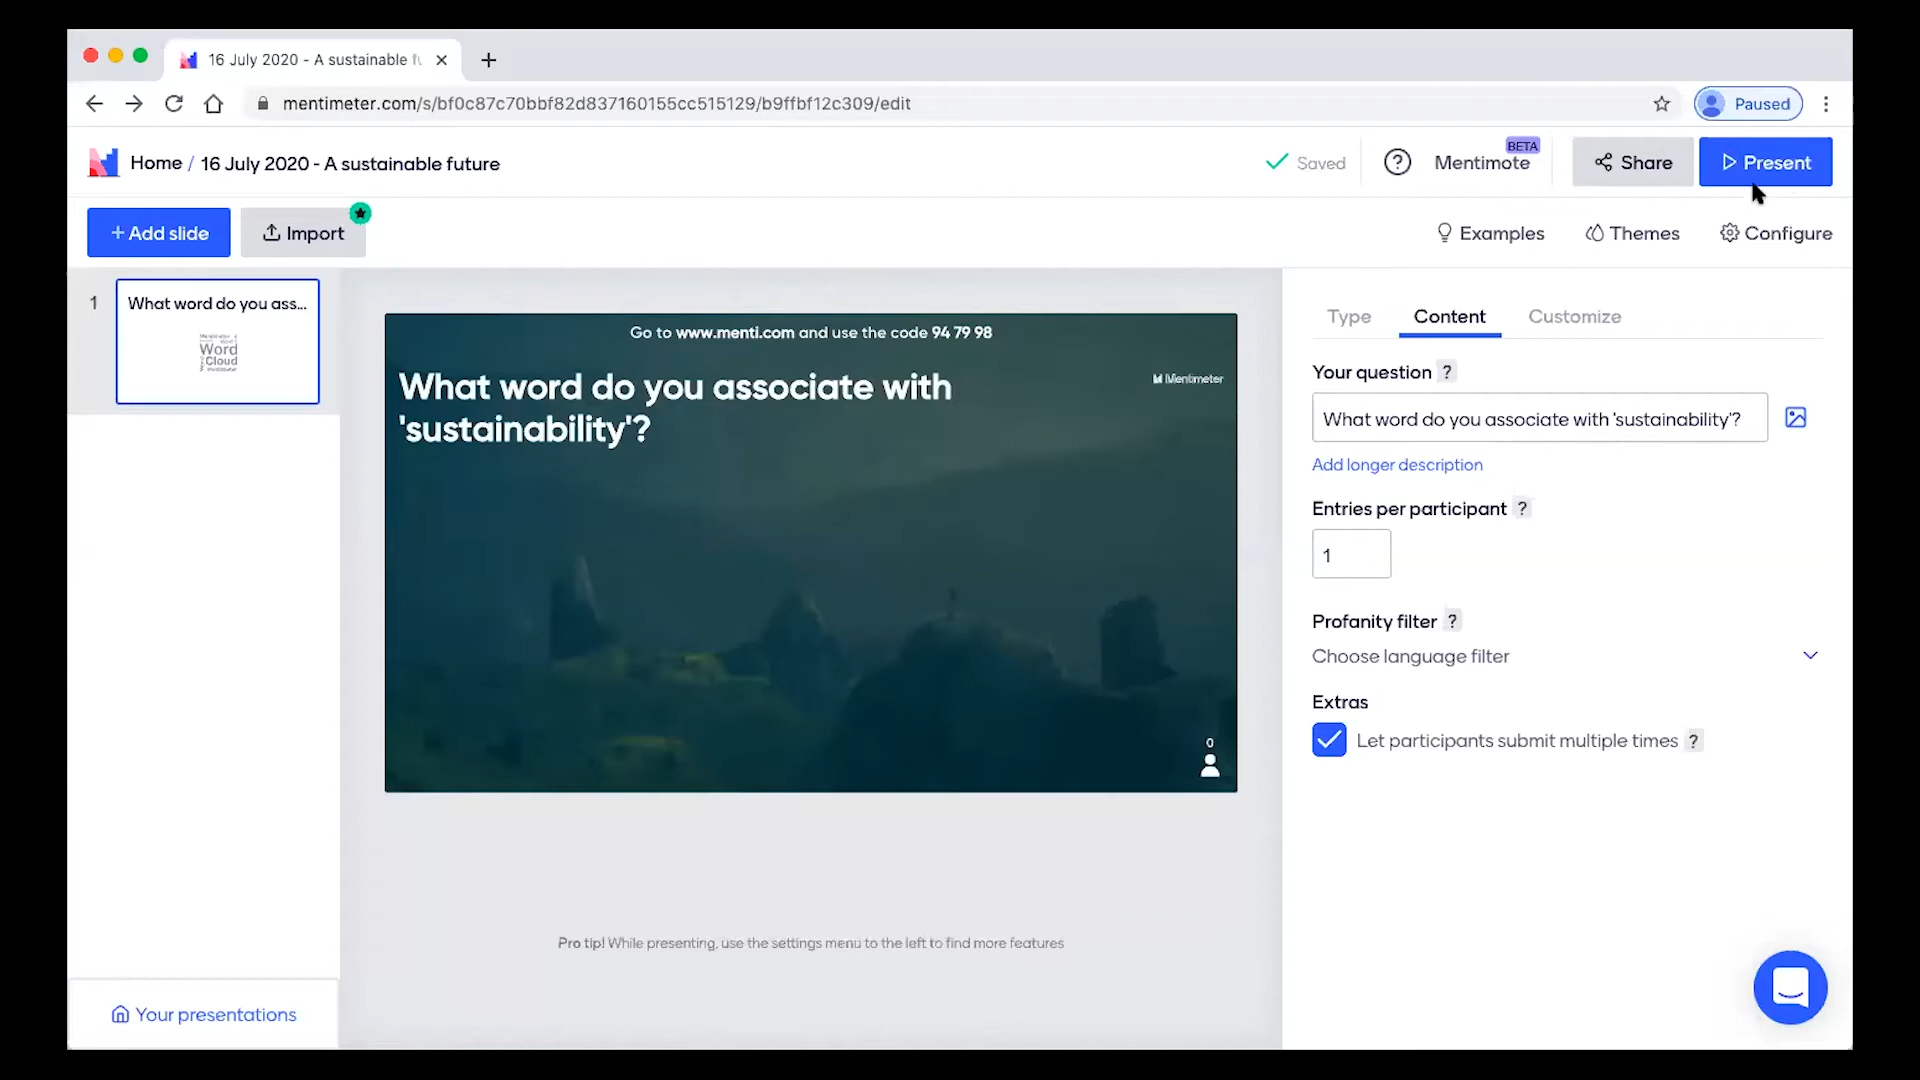 16 July 2020 - A sustainable fu
mentimeter.com/s/bf0c87c70bbf82d837160155cc515129/b9ffbf12c309/edit
Paused
Home / 16 July 2020 - A sustainable future
Saved
?
Mentimote
BETA
Share
Present
+ Add slide
Import
Examples
Themes
Configure
1
What word do you ass...
Word
Cloud
Go to www.menti.com and use the code 94 79 98
What word do you associate with
'sustainability'?
Mentimeter
0
Pro tip! While presenting, use the settings menu to the left to find more features
Type
Content
Customize
Your question ?
What word do you associate with 'sustainability'?
Add longer description
Entries per participant ?
1
Profanity filter ?
Choose language filter
Extras
Let participants submit multiple times ?
Your presentations